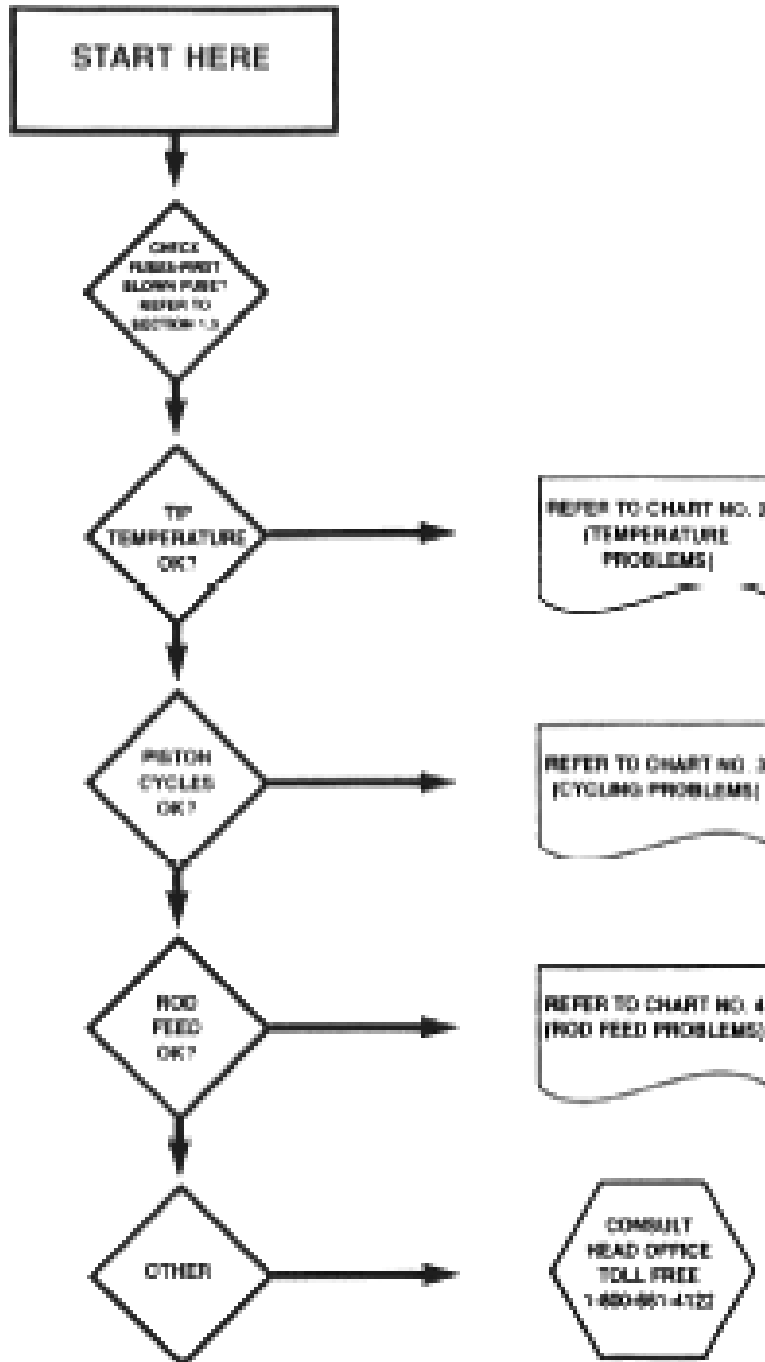 START HERE
CHECK
FUSES-FIRST
BLOWN FUSE?
REFER TO
SECTION
TIP
TEMPERATURE
OK?
REFER TO CHART NO. 2
(TEMPERATURE
PROBLEMS)
PISTON
CYCLES
OK?
REFER TO CHART NO. 3
(CYCLING PROBLEMS)
ROD
FEED
OK?
REFER TO CHART NO. 4
(ROD FEED PROBLEMS)
OTHER
CONSULT
HEAD OFFICE
TOLL FREE